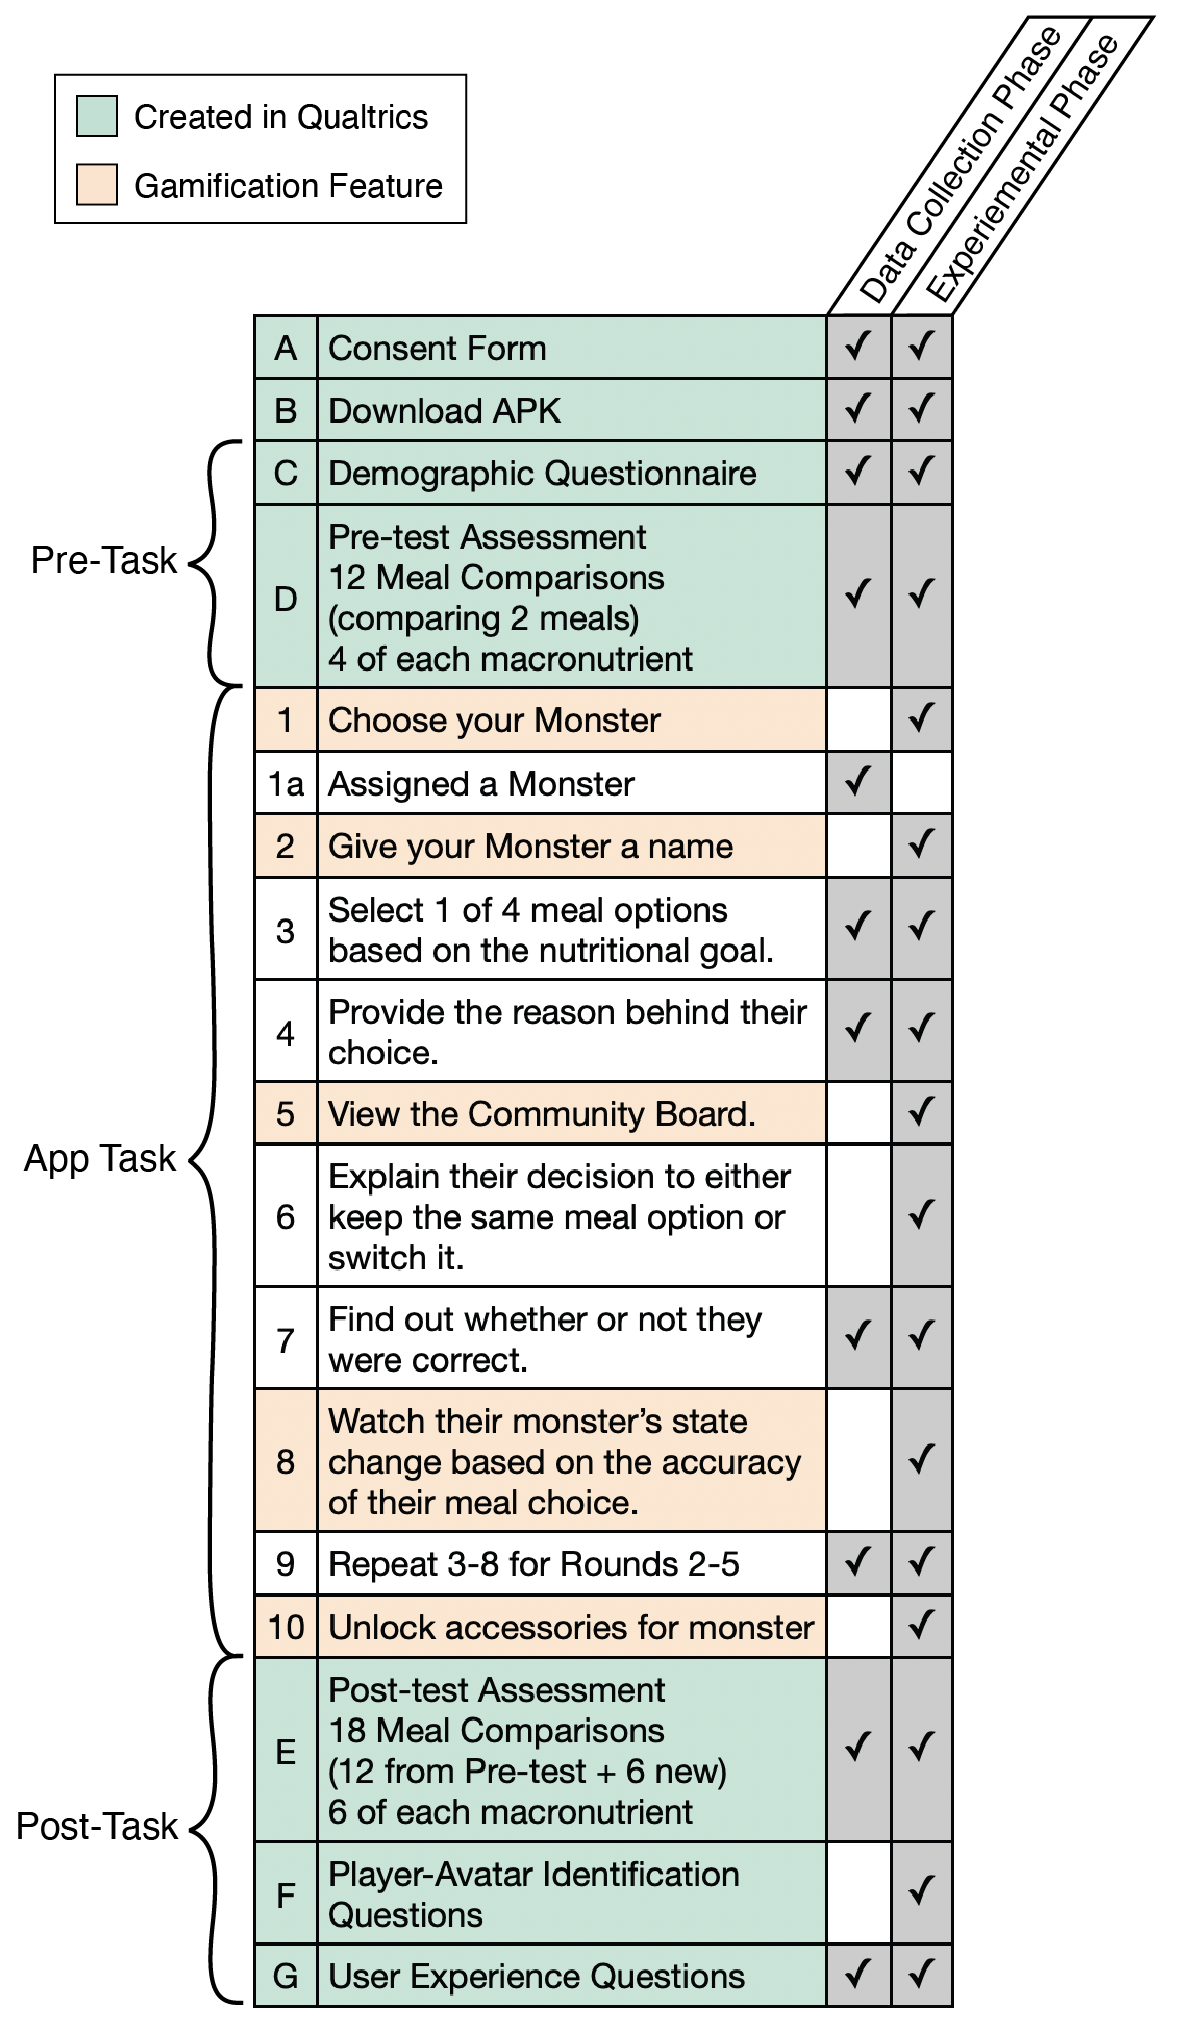 Created in Qualtrics
Gamification Feature
Data Collection Phase
Experiemental Phase
A Consent Form ✓ ✓
B Download APK ✓ ✓
Pre-Task
C Demographic Questionnaire ✓ ✓
D Pre-test Assessment
12 Meal Comparisons
(comparing 2 meals)
4 of each macronutrient ✓ ✓
App Task
1 Choose your Monster ✓
1a Assigned a Monster ✓
2 Give your Monster a name ✓
3 Select 1 of 4 meal options
based on the nutritional goal. ✓ ✓
4 Provide the reason behind their
choice. ✓ ✓
5 View the Community Board. ✓
6 Explain their decision to either
keep the same meal option or
switch it. ✓
7 Find out whether or not they
were correct. ✓ ✓
8 Watch their monster’s state
change based on the accuracy
of their meal choice. ✓
9 Repeat 3-8 for Rounds 2-5 ✓ ✓
10 Unlock accessories for monster ✓
Post-Task
E Post-test Assessment
18 Meal Comparisons
(12 from Pre-test + 6 new)
6 of each macronutrient ✓ ✓
F Player-Avatar Identification
Questions ✓
G User Experience Questions ✓ ✓